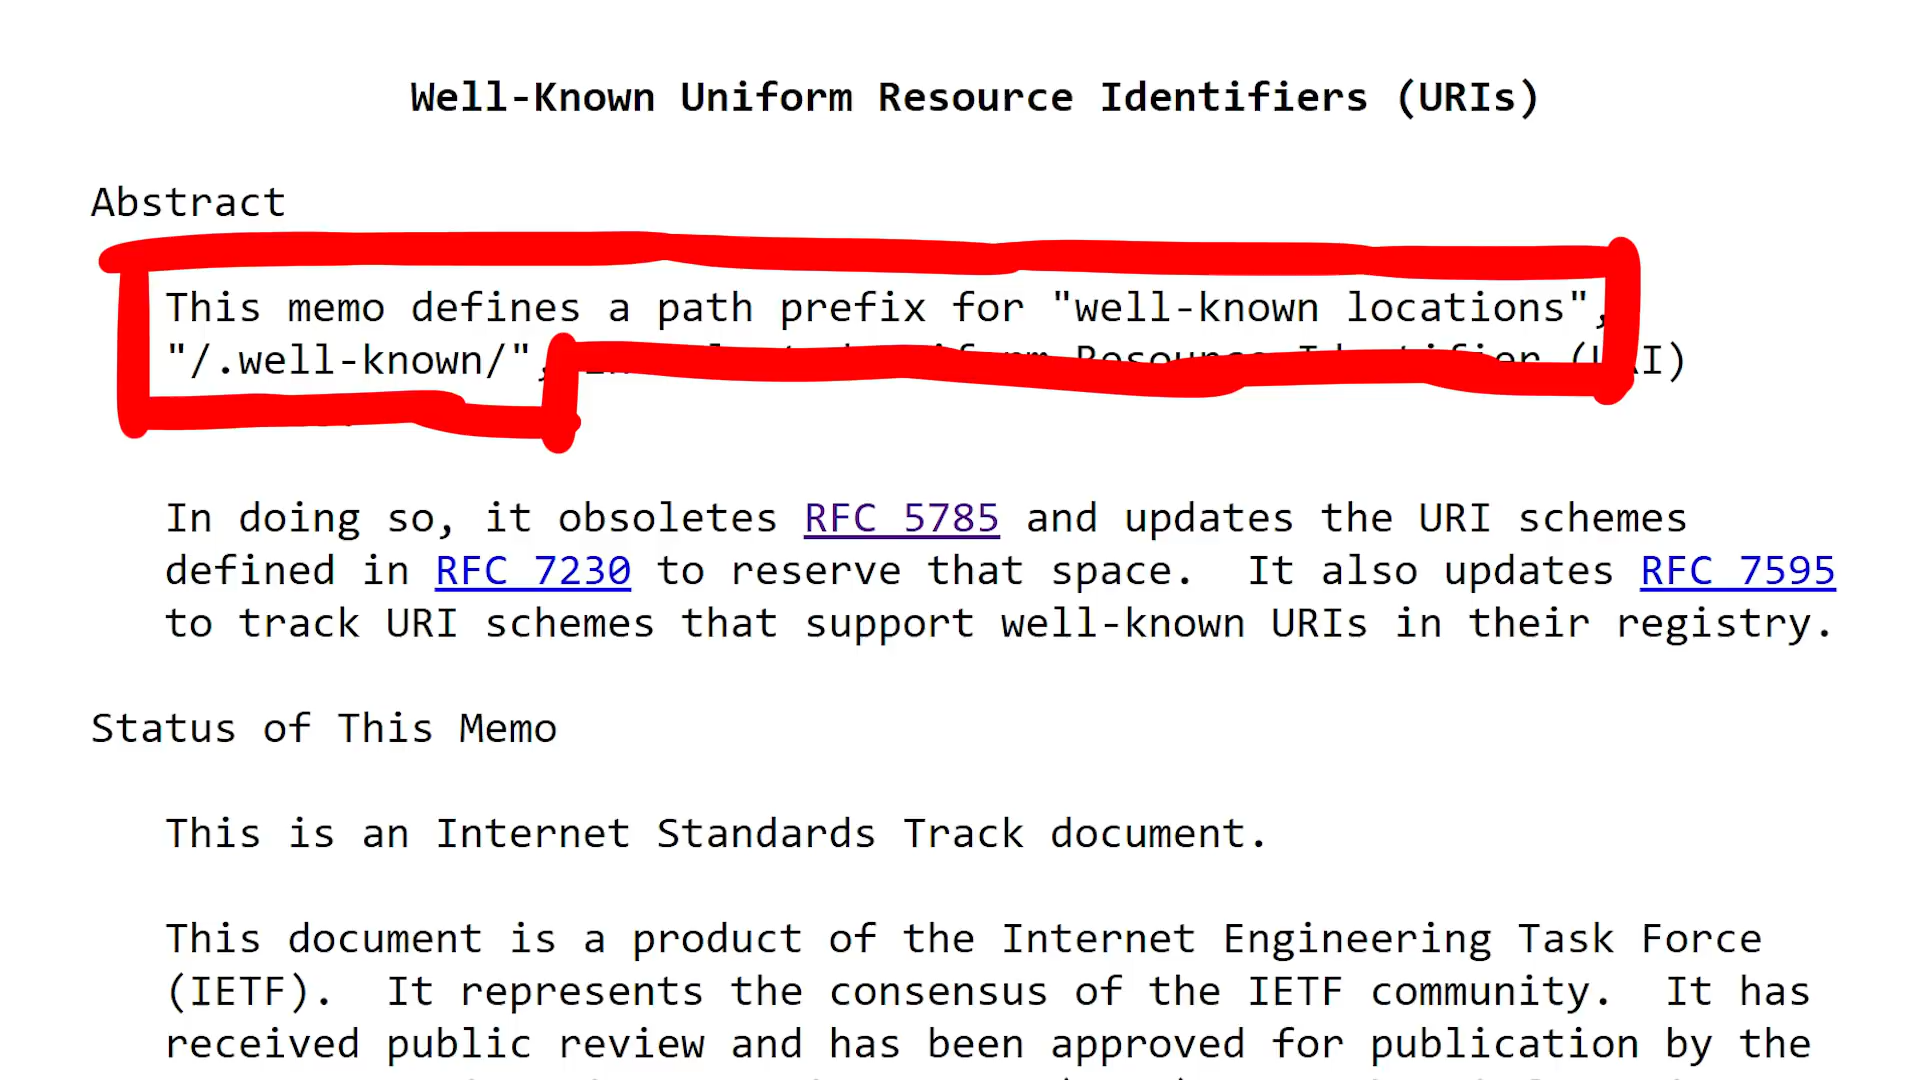 Well-Known Uniform Resource Identifiers (URIs)
Abstract
This memo defines a path prefix for "well-known locations",
"/.well-known/", in Uniform Resource Identifier (URI)
In doing so, it obsoletes RFC 5785 and updates the URI schemes
defined in RFC 7230 to reserve that space.  It also updates RFC 7595
to track URI schemes that support well-known URIs in their registry.
Status of This Memo
This is an Internet Standards Track document.
This document is a product of the Internet Engineering Task Force
(IETF).  It represents the consensus of the IETF community.  It has
received public review and has been approved for publication by the